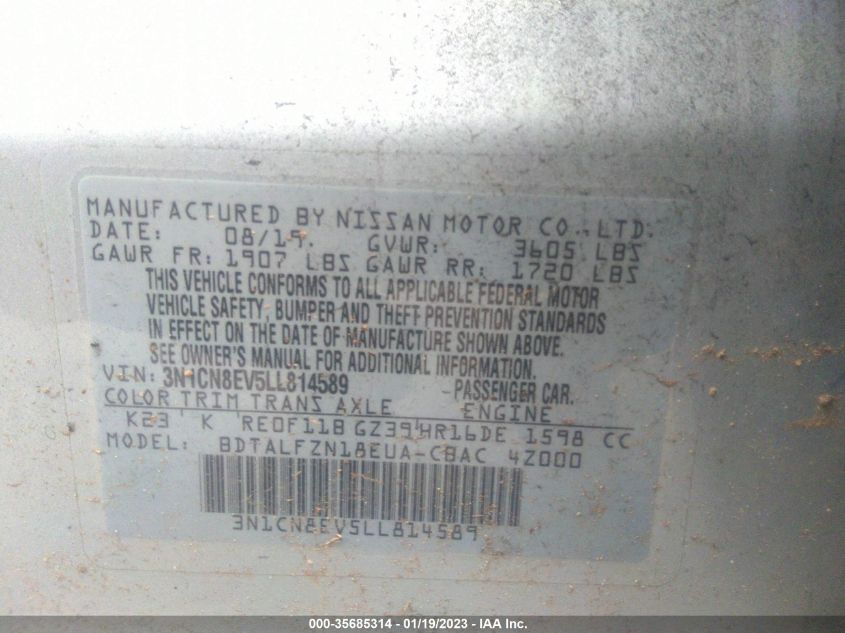 MANUFACTURED BY NISSAN MOTOR CO., LTD.
DATE: 08/19. GVWR: 3605 LBS
GAWR FR: 1907 LBS GAWR RR: 1720 LBS
THIS VEHICLE CONFORMS TO ALL APPLICABLE FEDERAL MOTOR
VEHICLE SAFETY, BUMPER AND THEFT PREVENTION STANDARDS
IN EFFECT ON THE DATE OF MANUFACTURE SHOWN ABOVE.
SEE OWNER'S MANUAL FOR ADDITIONAL INFORMATION.
VIN: 3N1CN8EV5LL814589 PASSENGER CAR.
COLOR TRIM TRANS AXLE ENGINE
K23 K RE0F11B GZ39 HR16DE 1598 CC
MODEL: BDTALFZN18EUA-CBAC 4Z000
3N1CN8EV5LL814589
000-35685314 - 01/19/2023 - IAA Inc.